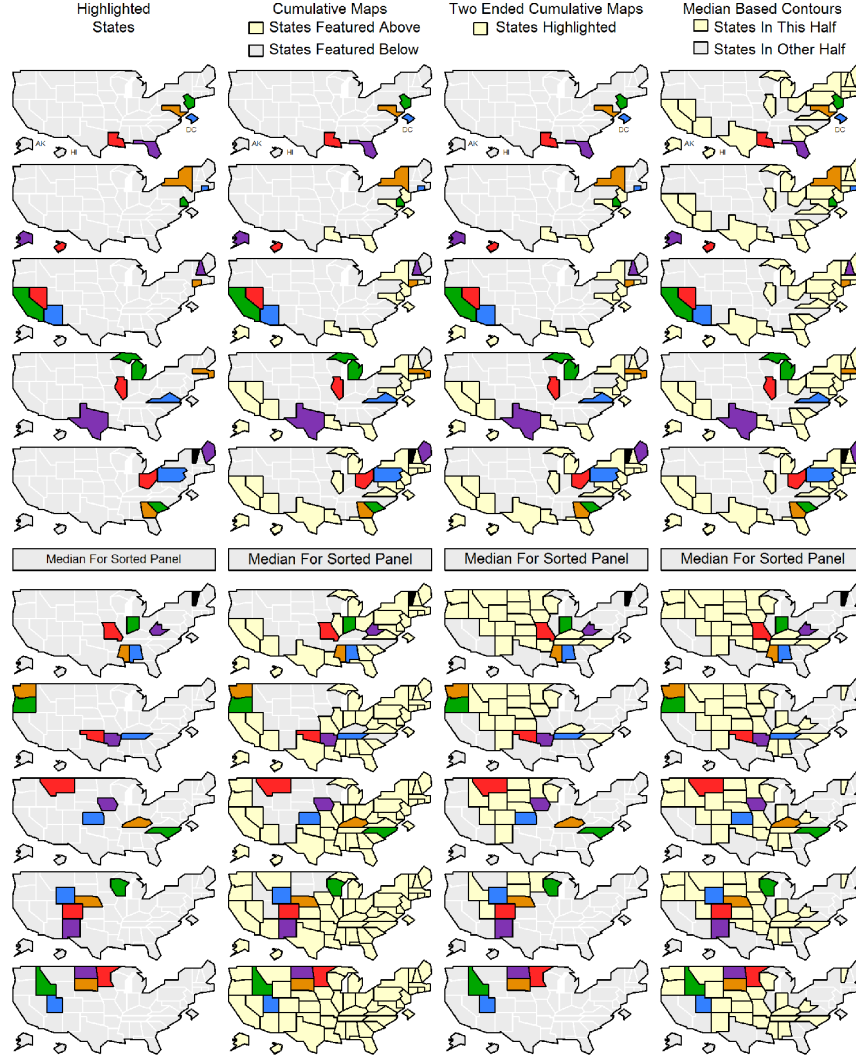 Highlighted
States
Cumulative Maps
States Featured Above
States Featured Below
Two Ended Cumulative Maps
States Highlighted
Median Based Contours
States In This Half
States In Other Half
DC
AK
HI
DC
AK
HI
DC
AK
HI
DC
AK
HI
Median For Sorted Panel
Median For Sorted Panel
Median For Sorted Panel
Median For Sorted Panel